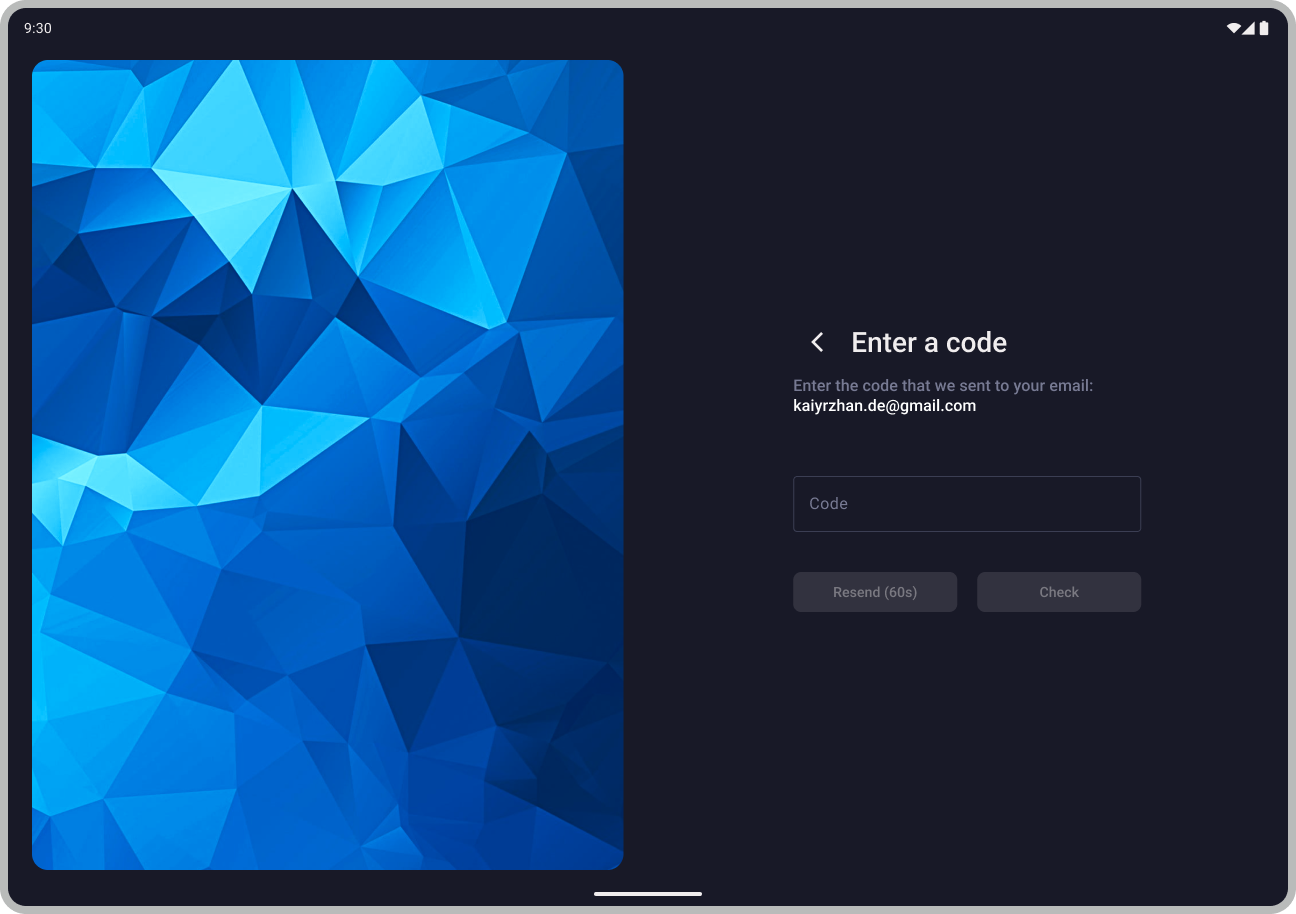 9:30
Enter a code
Enter the code that we sent to your email:
kaiyrzhan.de@gmail.com
Code
Resend (60s)
Check